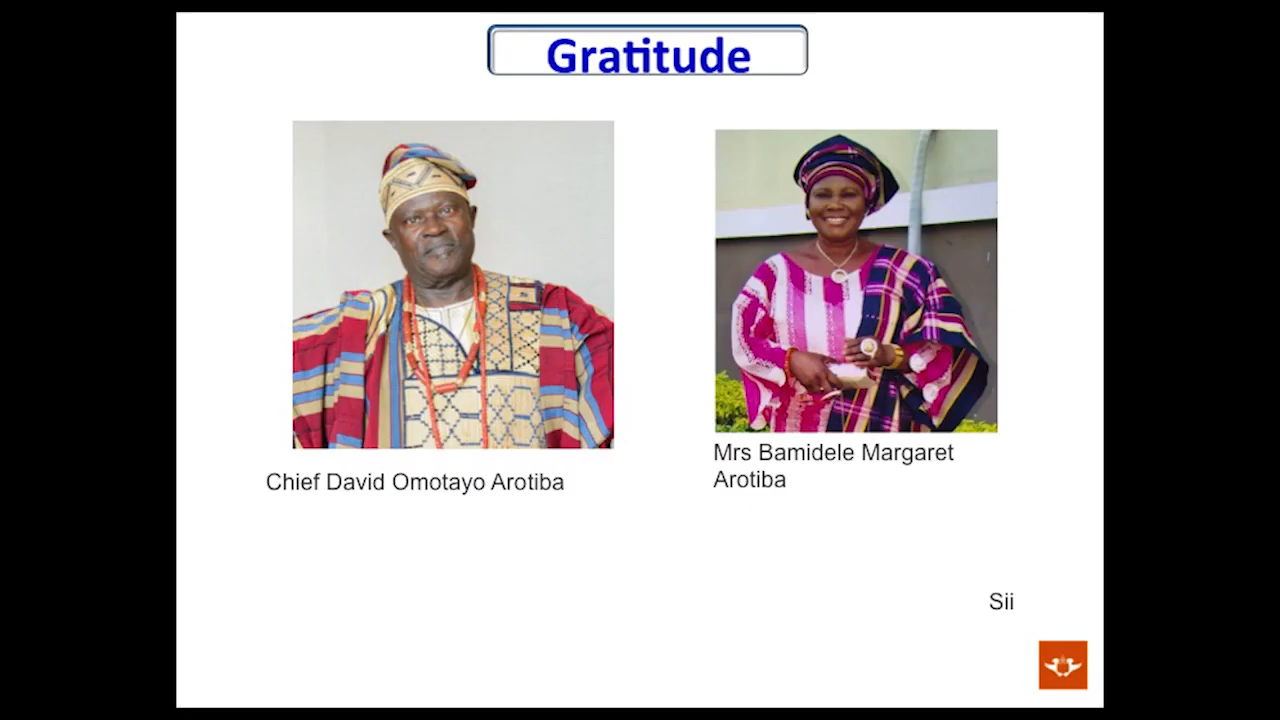 Gratitude
Chief David Omotayo Arotiba
Mrs Bamidele Margaret
Arotiba
Sii